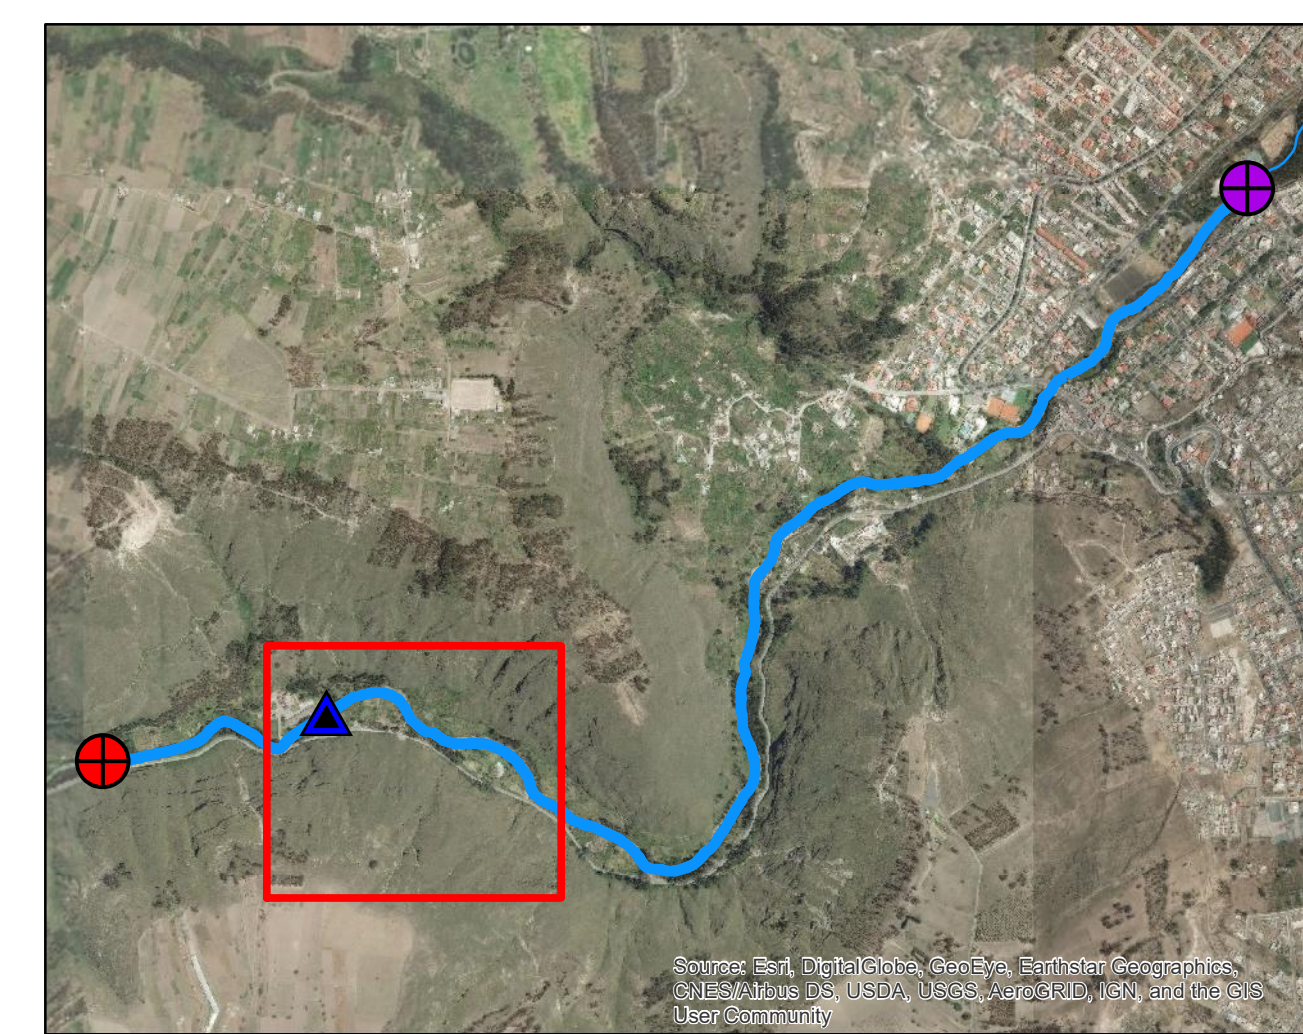 Source: Esri, DigitalGlobe, GeoEye, Earthstar Geographics,
CNES/Airbus DS, USDA, USGS, AeroGRID, IGN, and the GIS
User Community